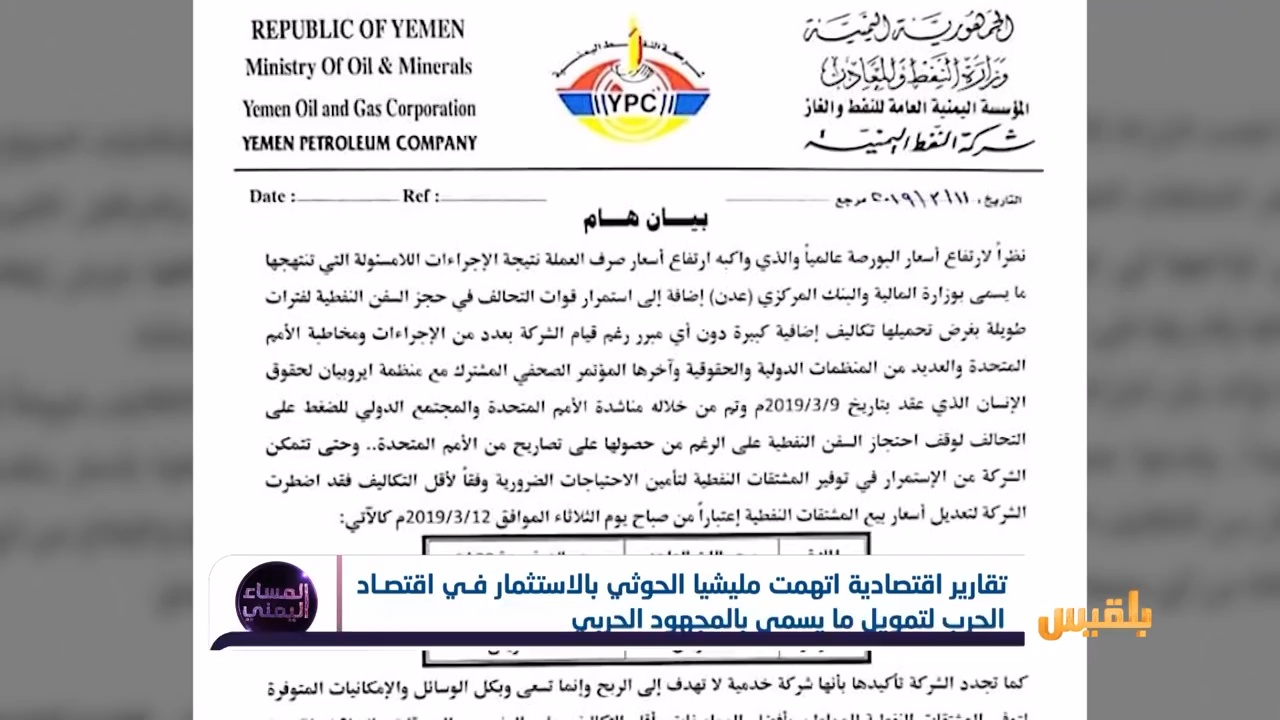 REPUBLIC OF YEMEN
Ministry Of Oil & Minerals
Yemen Oil and Gas Corporation
YEMEN PETROLEUM COMPANY
شركة النفط اليمنية
YPC
الجمهورية اليمنية
وزارة النفط والمعادن
المؤسسة اليمنية العامة للنفط والغاز
شركة النفط اليمنية
Date : Ref :
التاريخ، ٢٠١٩/٣/١١ مرجع
بيـــان هـــام
نظراً لارتفاع أسعار البورصة عالمياً والذي واكبه ارتفاع أسعار صرف العملة نتيجة الإجراءات اللامسئولة التي تنتهجها
ما يسمى بوزارة المالية والبنك المركزي (عدن) إضافة إلى استمرار قوات التحالف في حجز السفن النفطية لفترات
طويلة بغرض تحميلها تكاليف إضافية كبيرة دون أي مبرر رغم قيام الشركة بعدد من الإجراءات ومخاطبة الأمم
المتحدة والعديد من المنظمات الدولية والحقوقية وآخرها المؤتمر الصحفي المشترك مع منظمة ايروبيان لحقوق
الإنسان الذي عقد بتاريخ 2019/3/9م وتم من خلاله مناشدة الأمم المتحدة والمجتمع الدولي للضغط على
التحالف لوقف احتجاز السفن النفطية على الرغم من حصولها على تصاريح من الأمم المتحدة.. وحتى تتمكن
الشركة من الإستمرار في توفير المشتقات النفطية لتأمين الاحتياجات الضرورية وفقاً لأقل التكاليف فقد اضطرت
الشركة لتعديل أسعار بيع المشتقات النفطية إعتباراً من صباح يوم الثلاثاء الموافق 2019/3/12م كالآتي:
المساء
اليمني
تقارير اقتصادية اتهمت مليشيا الحوثي بالاستثمار في اقتصاد
الحرب لتمويل ما يسمى بالمجهود الحربي
بلقيس
كما تجدد الشركة تأكيدها بأنها شركة خدمية لا تهدف إلى الربح وإنما تسعى وبكل الوسائل والإمكانيات المتوفرة